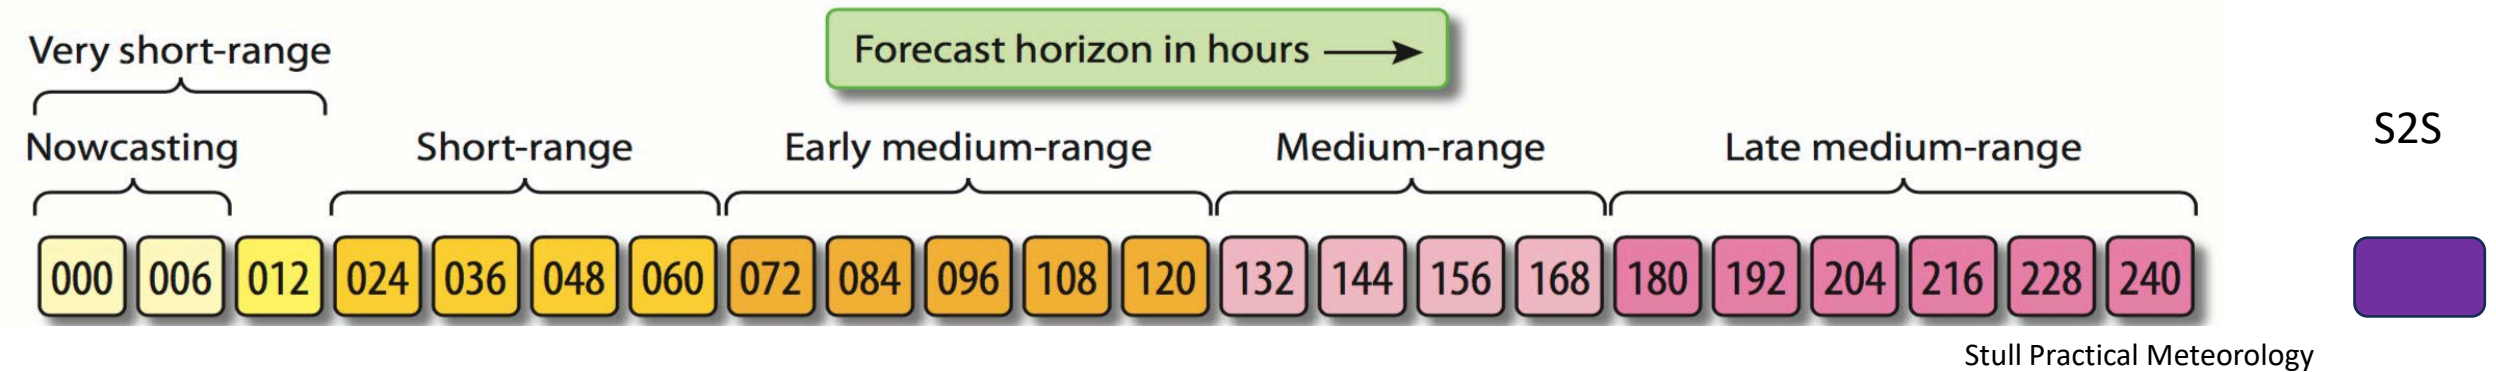 Very short-range
Forecast horizon in hours
S2S
Nowcasting
Short-range
Early medium-range
Medium-range
Late medium-range
000 006 012 024 036 048 060 072 084 096 108 120 132 144 156 168 180 192 204 216 228 240
Stull Practical Meteorology